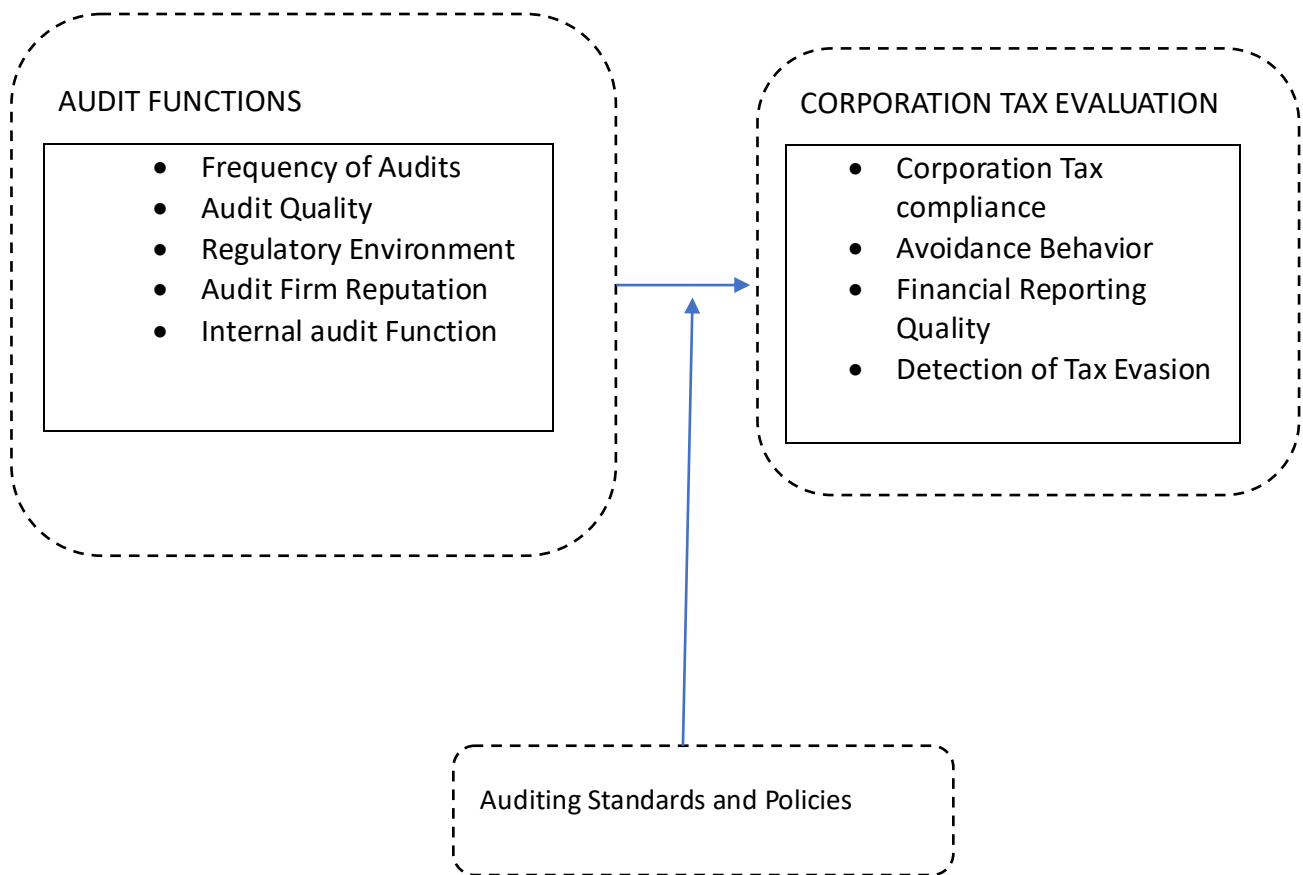 AUDIT FUNCTIONS
• Frequency of Audits
• Audit Quality
• Regulatory Environment
• Audit Firm Reputation
• Internal audit Function
CORPORATION TAX EVALUATION
• Corporation Tax
compliance
• Avoidance Behavior
• Financial Reporting
Quality
• Detection of Tax Evasion
Auditing Standards and Policies